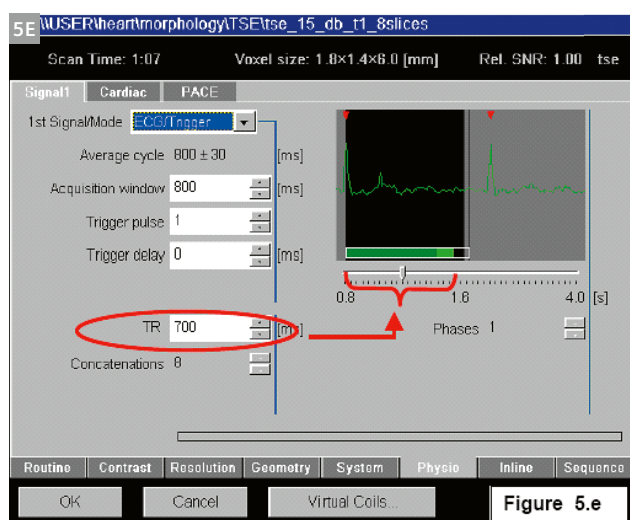 5E \\USER\heart\morphology\TSE\tse_15_db_t1_8slices
Scan Time: 1:07 Voxel size: 1.8×1.4×6.0 [mm] Rel. SNR: 1.00 tse
Signal1 Cardiac PACE
1st Signal/Mode ECG/Trigger
Average cycle 800 ± 30 [ms]
Acquisition window 800 [ms]
Trigger pulse 1
Trigger delay 0 [ms]
0.8 1.6 4.0 [s]
TR 700 [ms] Phases 1
Concatenations 8
Routine Contrast Resolution Geometry System Physio Inline Sequence
OK Cancel Virtual Coils... Figure 5.e